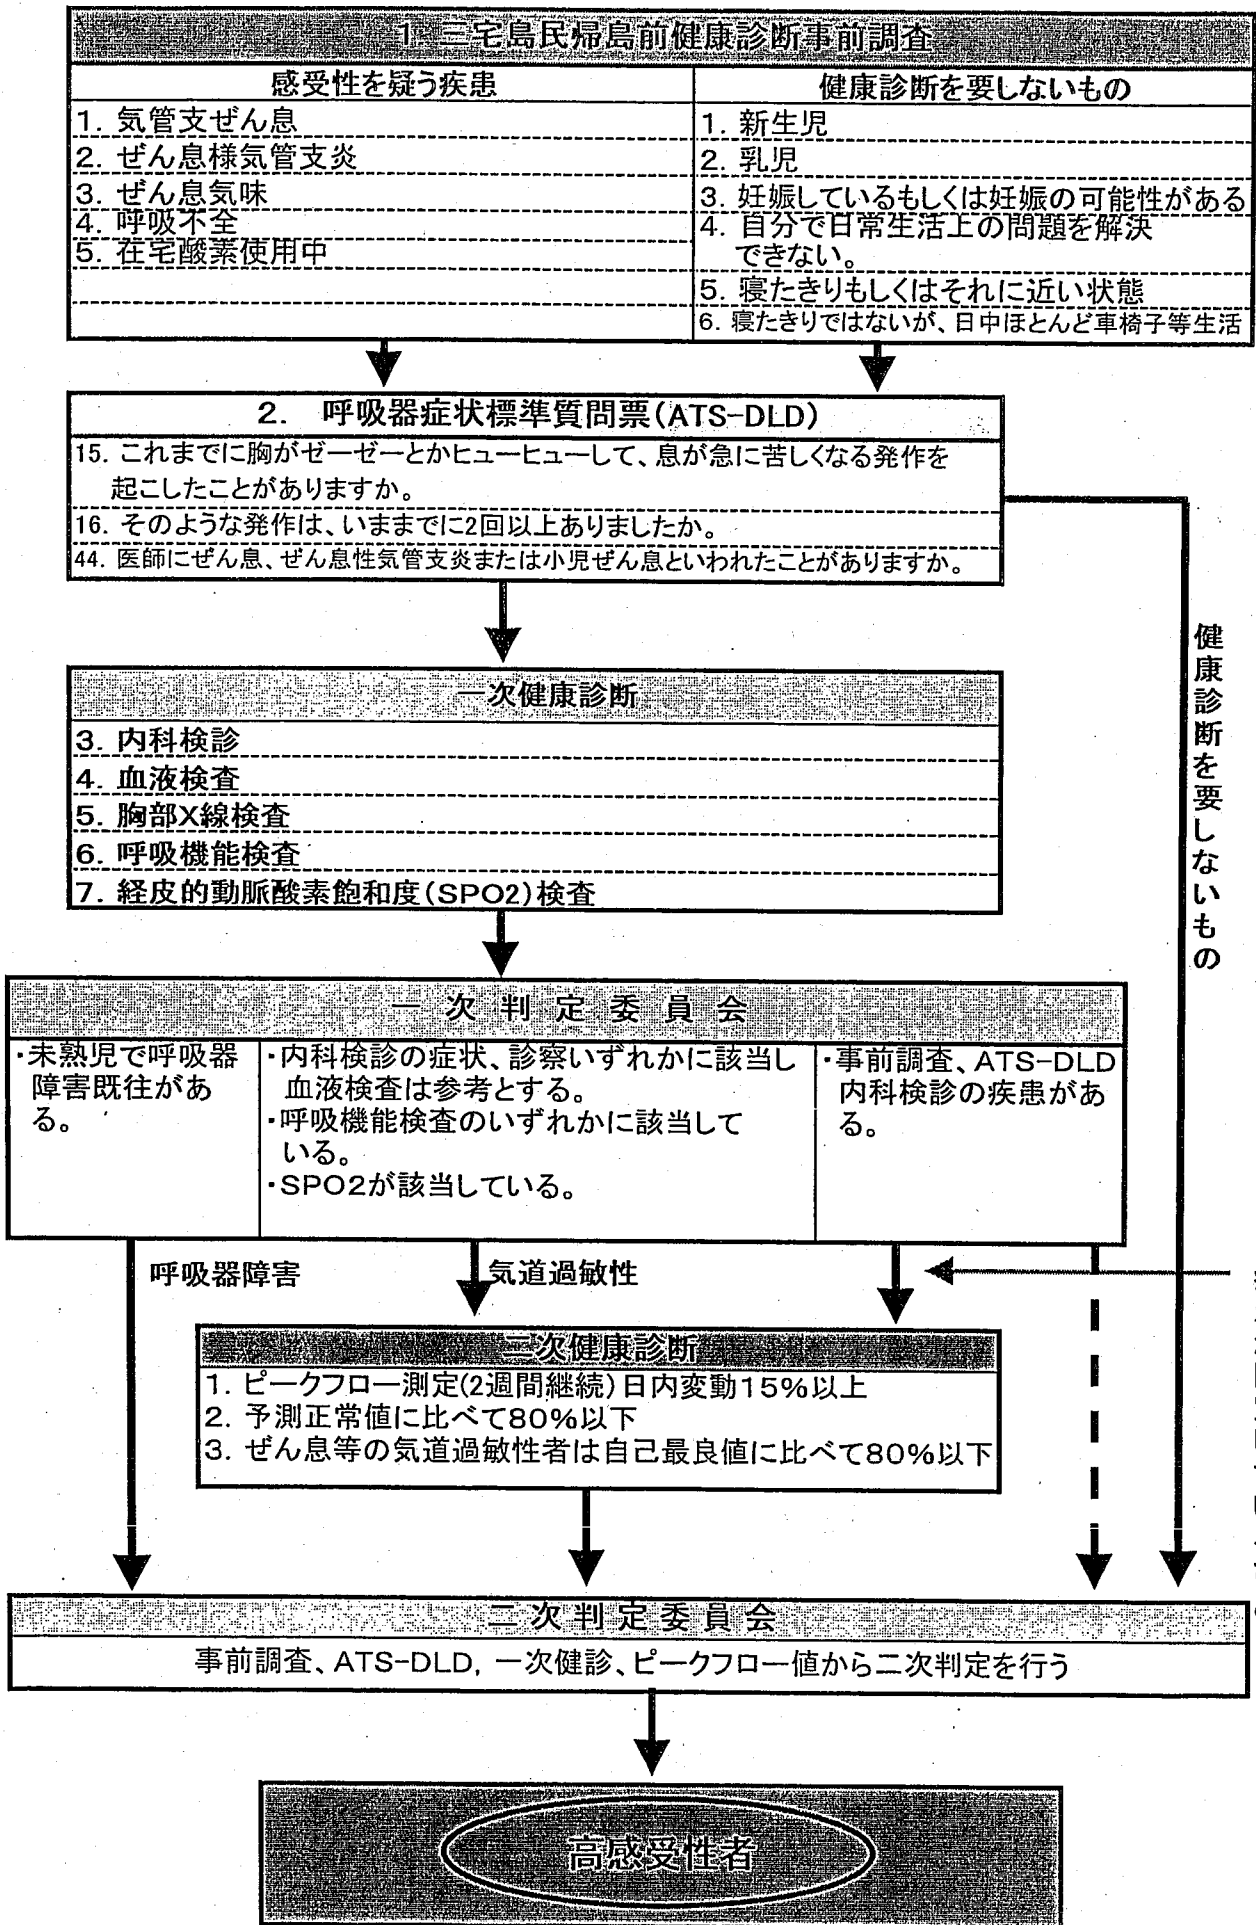 1 三宅島民帰島前健康診断事前調査
感受性を疑う疾患
1. 気管支ぜん息
2. ぜん息様気管支炎
3. ぜん息気味
4. 呼吸不全
5. 在宅酸素使用中
健康診断を要しないもの
1. 新生児
2. 乳児
3. 妊娠しているもしくは妊娠の可能性がある
4. 自分で日常生活上の問題を解決
できない。
5. 寝たきりもしくはそれに近い状態
6. 寝たきりではないが、日中ほとんど車椅子等生活
2. 呼吸器症状標準質問票(ATS-DLD)
15. これまでに胸がゼーゼーとかヒューヒューして、息が急に苦しくなる発作を
起こしたことがありますか。
16. そのような発作は、いままでに2回以上ありましたか。
44. 医師にぜん息、ぜん息性気管支炎または小児ぜん息といわれたことがありますか。
健康診断を要しないもの
一次健康診断
3. 内科検診
4. 血液検査
5. 胸部X線検査
6. 呼吸機能検査
7. 経皮的動脈酸素飽和度(SPO2)検査
一次判定委員会
・未熟児で呼吸器
障害既往があ
る。
・内科検診の症状、診察いずれかに該当し
血液検査は参考とする。
・呼吸機能検査のいずれかに該当して
いる。
・SPO2が該当している。
・事前調査、ATS-DLD
内科検診の疾患があ
る。
呼吸器障害
気道過敏性
二次健康診断
1. ピークフロー測定(2週間継続)日内変動15%以上
2. 予測正常値に比べて80%以下
3. ぜん息等の気道過敏性者は自己最良値に比べて80%以下
二次判定委員会
事前調査、ATS-DLD, 一次健診、ピークフロー値から二次判定を行う
高感受性者